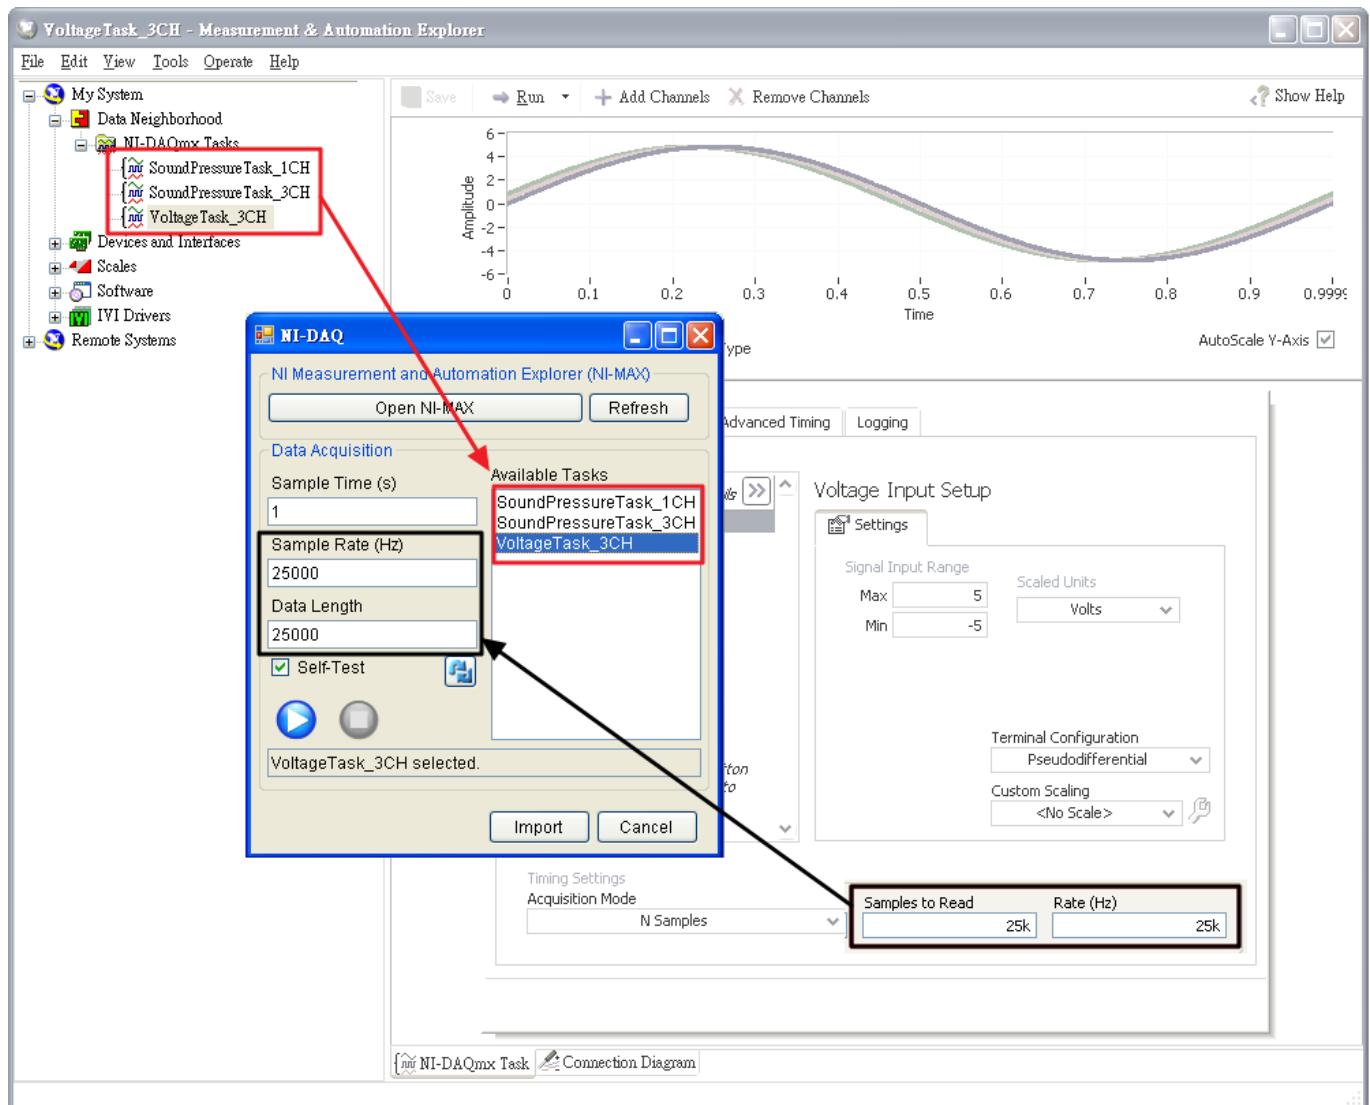 VoltageTask_3CH - Measurement & Automation Explorer
File Edit View Tools Operate Help
My System
Data Neighborhood
NI-DAQmx Tasks
SoundPressureTask_1CH
SoundPressureTask_3CH
VoltageTask_3CH
Devices and Interfaces
Scales
Software
IVI Drivers
Remote Systems
Save Run Add Channels Remove Channels Show Help
Amplitude
6
4
2
0
-2
-4
-6
0 0.1 0.2 0.3 0.4 0.5 0.6 0.7 0.8 0.9 0.9999
Time
AutoScale Y-Axis
NI-DAQ
NI Measurement and Automation Explorer (NI-MAX)
Open NI-MAX Refresh
Data Acquisition
Sample Time (s)
1
Sample Rate (Hz)
25000
Data Length
25000
Self-Test
Available Tasks
SoundPressureTask_1CH
SoundPressureTask_3CH
VoltageTask_3CH
VoltageTask_3CH selected.
Import Cancel
Advanced Timing Logging
Voltage Input Setup
Settings
Signal Input Range
Max 5
Min -5
Scaled Units
Volts
Terminal Configuration
Pseudodifferential
Custom Scaling
<No Scale>
Timing Settings
Acquisition Mode
N Samples
Samples to Read Rate (Hz)
25k 25k
NI-DAQmx Task Connection Diagram